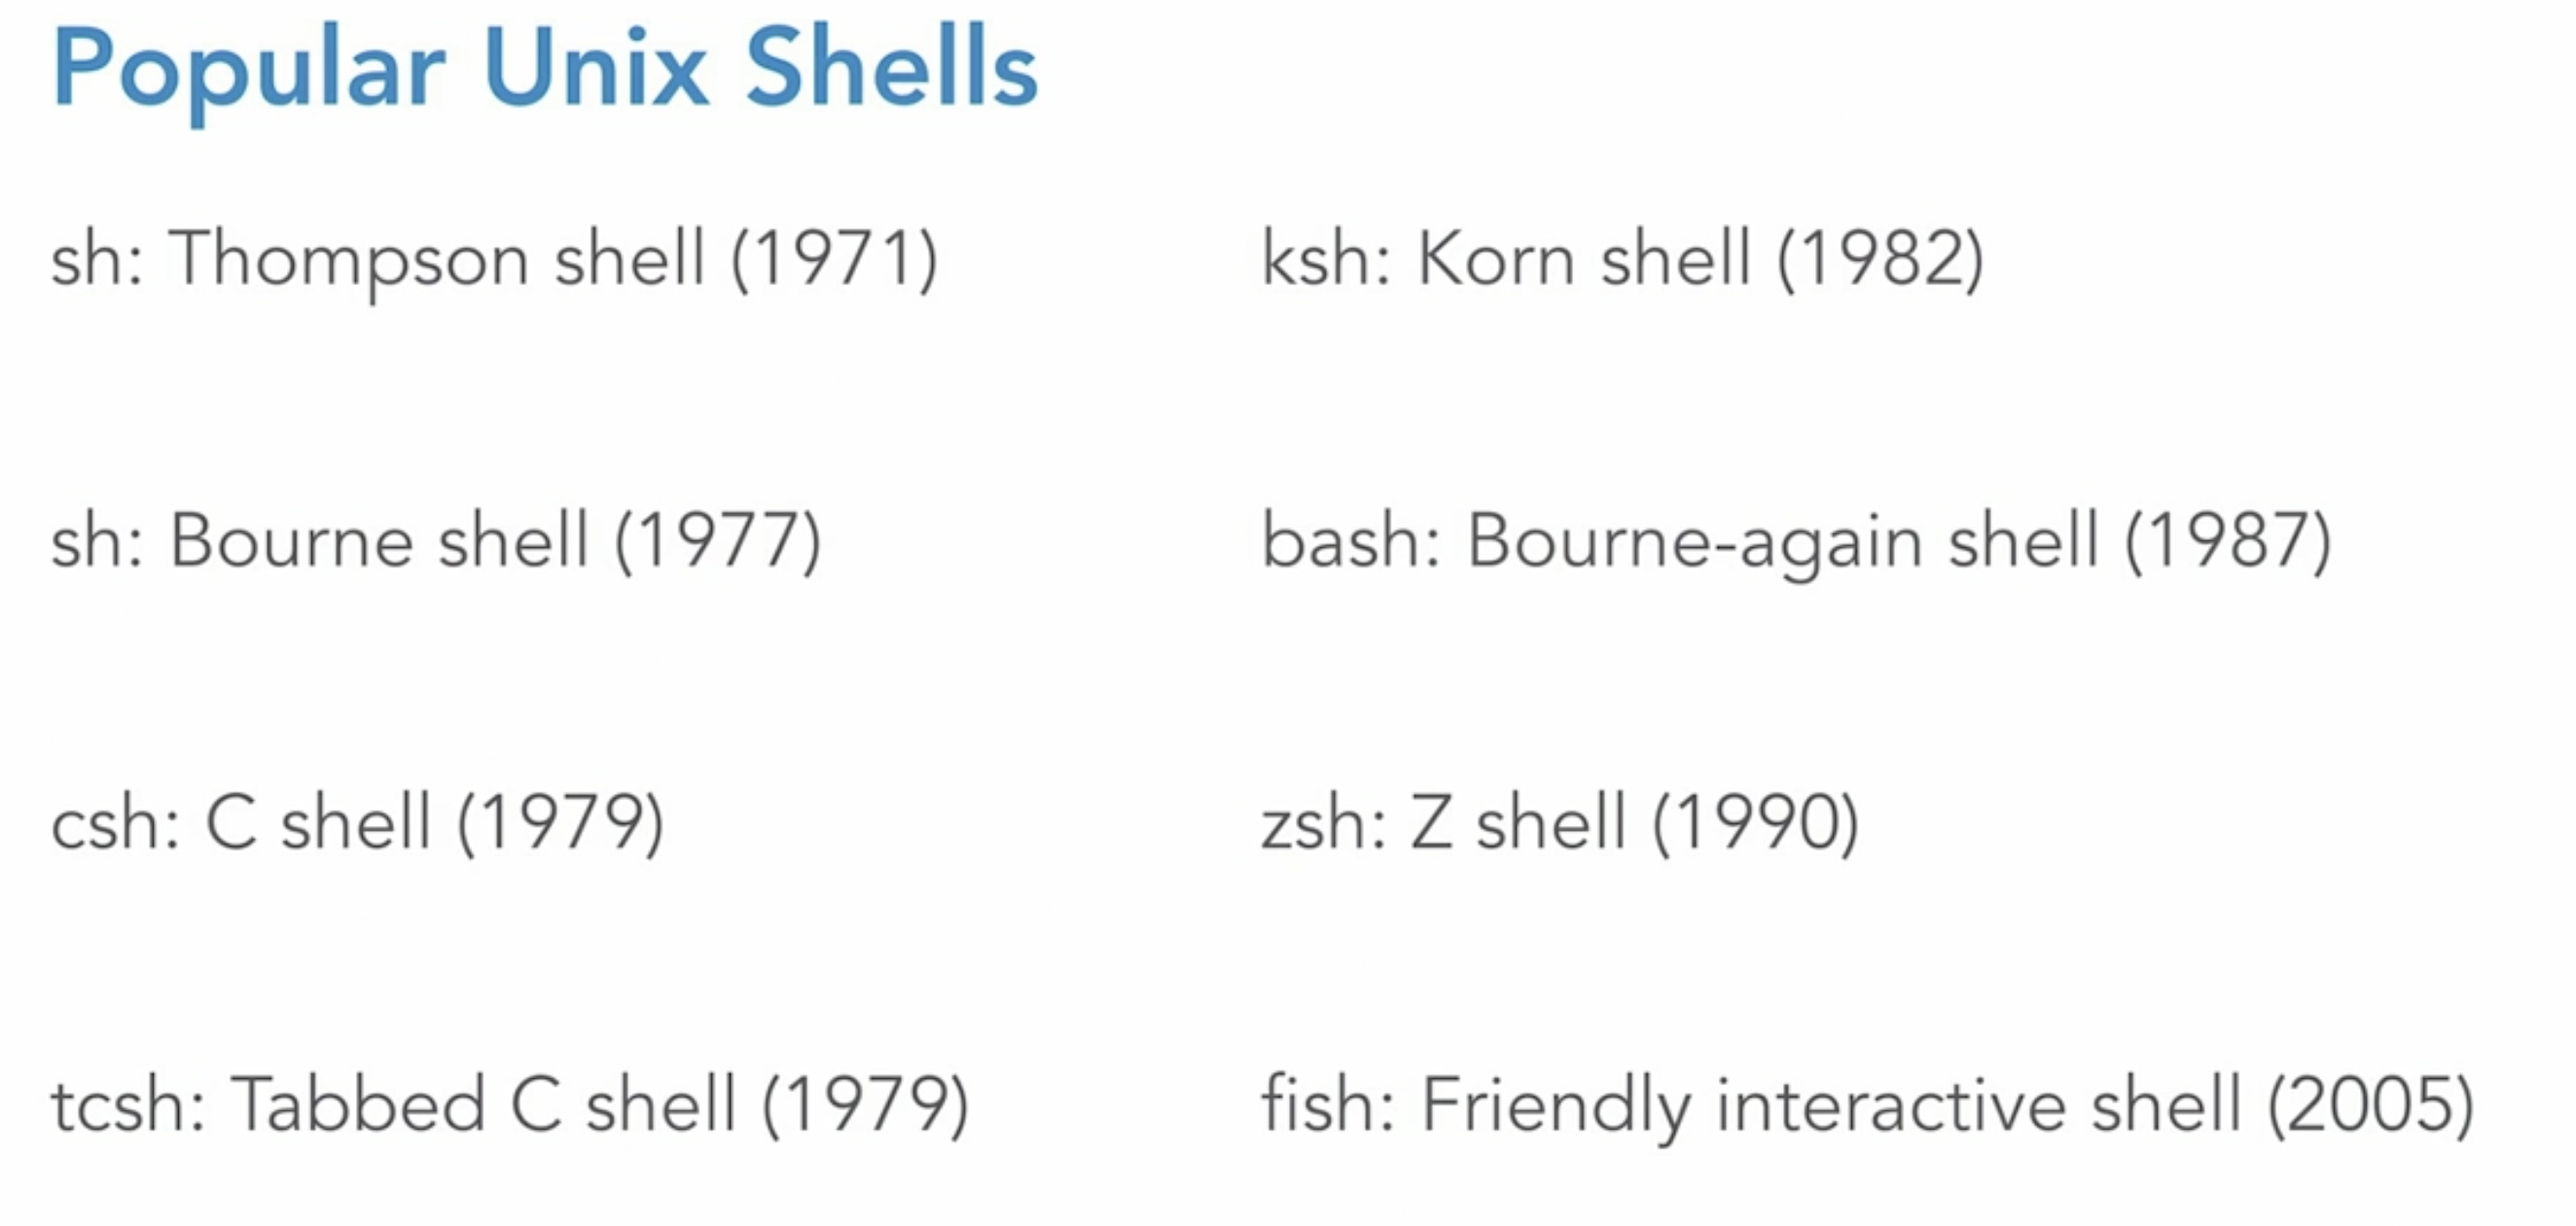 Popular Unix Shells
sh: Thompson shell (1971)
sh: Bourne shell (1977)
csh: C shell (1979)
tcsh: Tabbed C shell (1979)
ksh: Korn shell (1982)
bash: Bourne-again shell (1987)
zsh: Z shell (1990)
fish: Friendly interactive shell (2005)